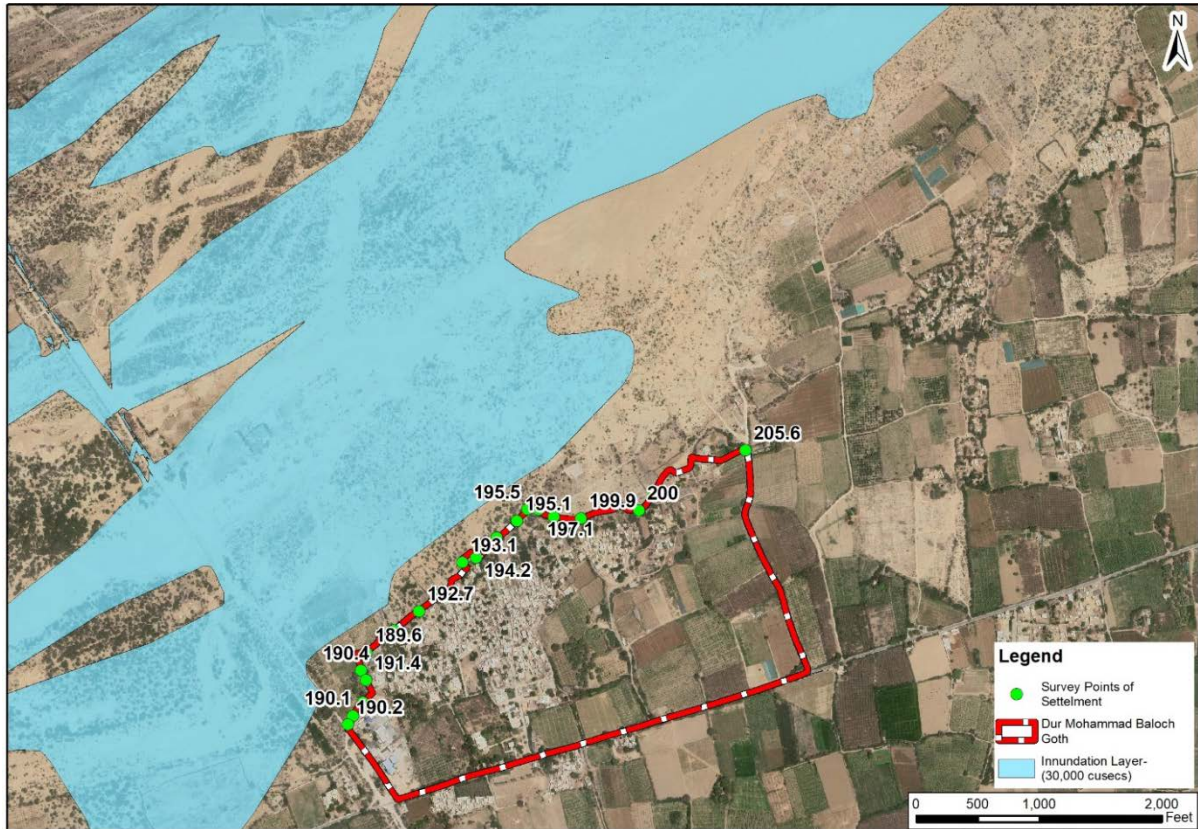 N
205.6
195.5
195.1
199.9
200
197.1
193.1
194.2
192.7
189.6
190.4
191.4
190.1
190.2
Legend
Survey Points of
Settelment
Dur Mohammad Baloch
Goth
Innundation Layer-
(30,000 cusecs)
0 500 1,000 2,000
Feet